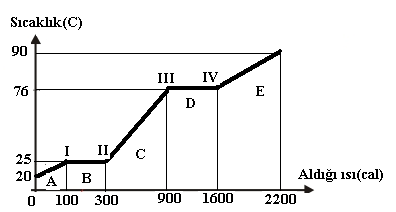 Sıcaklık(C)
90
III IV
76
D E
I II C
25
20 A B
0 100 300 900 1600 2200 Aldığı ısı(cal)